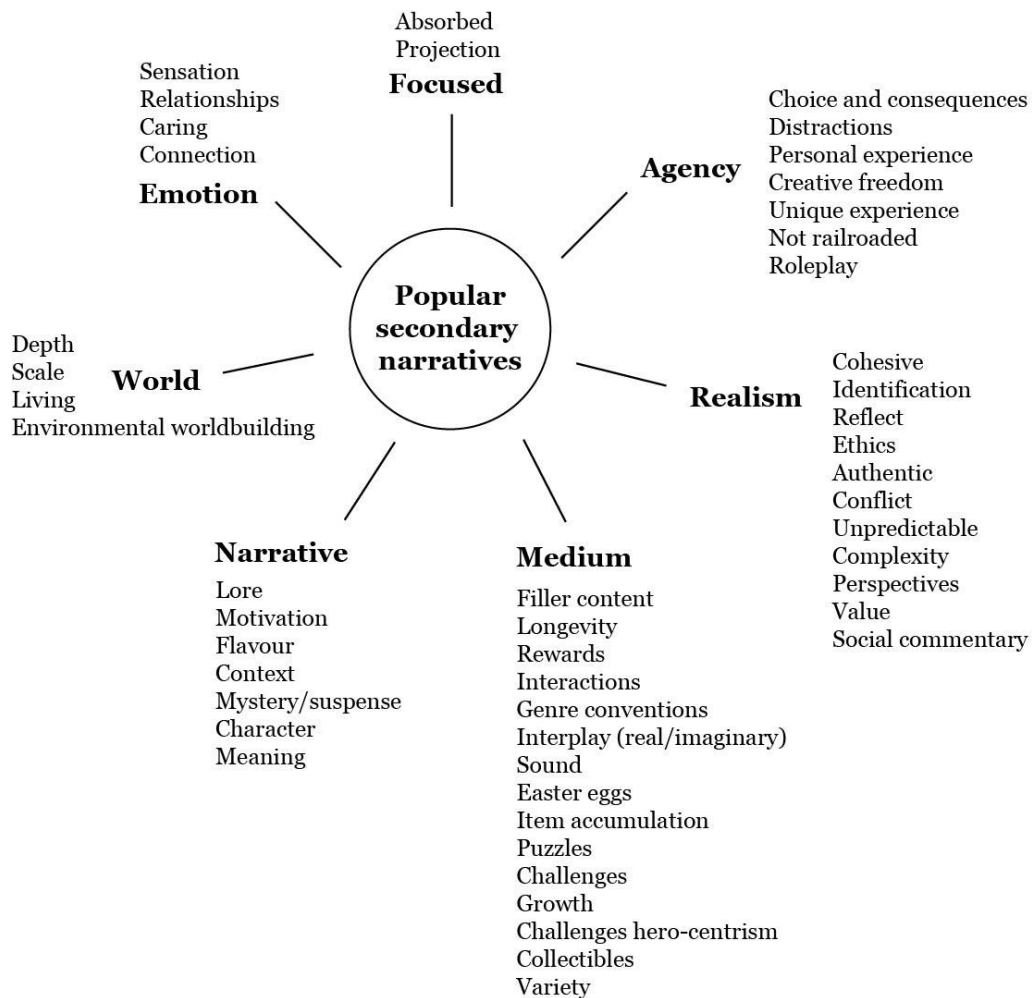 Absorbed
Projection
Focused
Sensation
Relationships
Caring
Connection
Emotion
Choice and consequences
Distractions
Personal experience
Creative freedom
Unique experience
Not railroaded
Roleplay
Agency
Popular
secondary
narratives
Depth
Scale
Living
Environmental worldbuilding
World
Cohesive
Identification
Reflect
Ethics
Authentic
Conflict
Unpredictable
Complexity
Perspectives
Value
Social commentary
Realism
Narrative
Lore
Motivation
Flavour
Context
Mystery/suspense
Character
Meaning
Medium
Filler content
Longevity
Rewards
Interactions
Genre conventions
Interplay (real/imaginary)
Sound
Easter eggs
Item accumulation
Puzzles
Challenges
Growth
Challenges hero-centrism
Collectibles
Variety